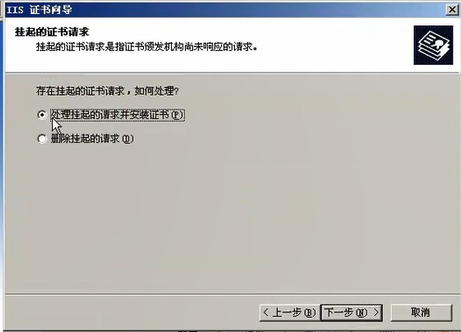 IIS 证书向导
挂起的证书请求
挂起的证书请求是指证书颁发机构尚未响应的请求。
存在挂起的证书请求，如何处理?
处理挂起的请求并安装证书(P)
删除挂起的请求(D)
<上一步(B) 下一步(N)> 取消